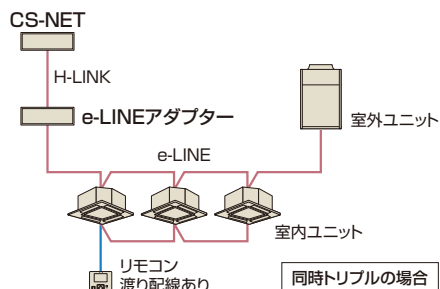 CS-NET
H-LINK
e-LINEアダプター
室外ユニット
e-LINE
室内ユニット
リモコン
渡り配線あり
同時トリプルの場合